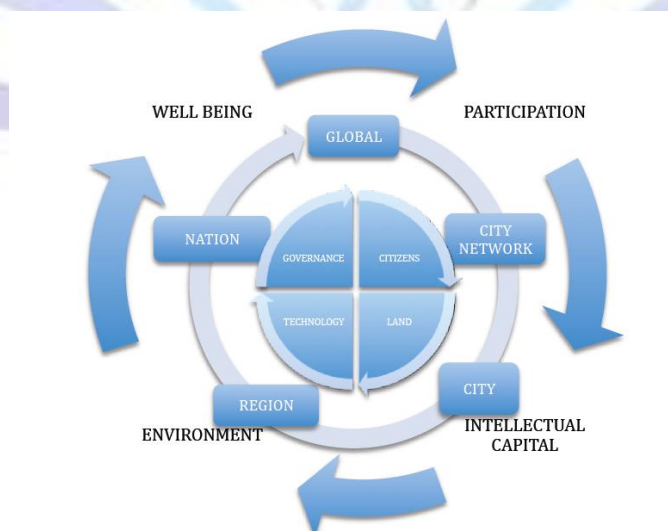 WELL BEING
PARTICIPATION
GLOBAL
NATION
CITY
NETWORK
GOVERNANCE
CITIZENS
TECHNOLOGY
LAND
CITY
REGION
ENVIRONMENT
INTELLECTUAL
CAPITAL